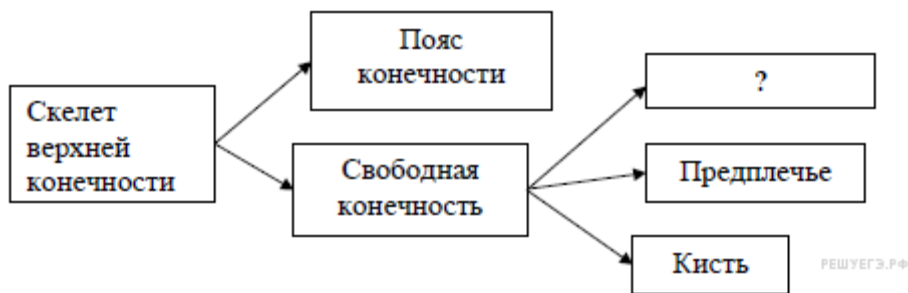 Скелет
верхней
конечности
Пояс
конечности
Свободная
конечность
?
Предплечье
Кисть
РЕШУЕГЭ.РФ